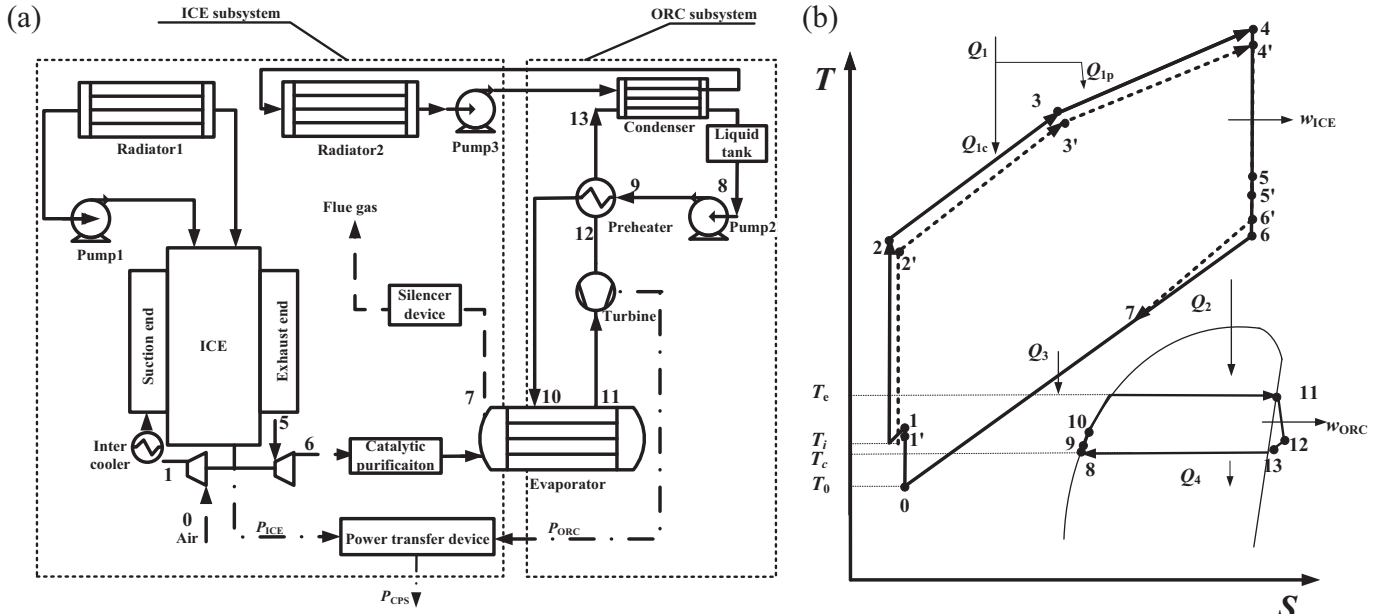 (a)
ICE subsystem
ORC subsystem
Radiator1
Radiator2
Pump3
Condenser
13
Liquid
tank
Pump1
Flue gas
9
8
Preheater
Pump2
12
Suction end
ICE
Exhaust end
Silencer
device
Turbine
7
10
11
5
Inter
cooler
6
1
Catalytic
purificaiton
Evaporator
0
Air
P_ICE
Power transfer device
P_ORC
P_CPS
(b)
T
Q_1
Q_1p
4
4'
3
3'
Q_1c
w_ICE
5
5'
6'
6
2
2'
7
Q_2
Q_3
T_e
11
1
10
w_ORC
T_i
1'
9
12
T_c
8
13
Q_4
T_0
0
S